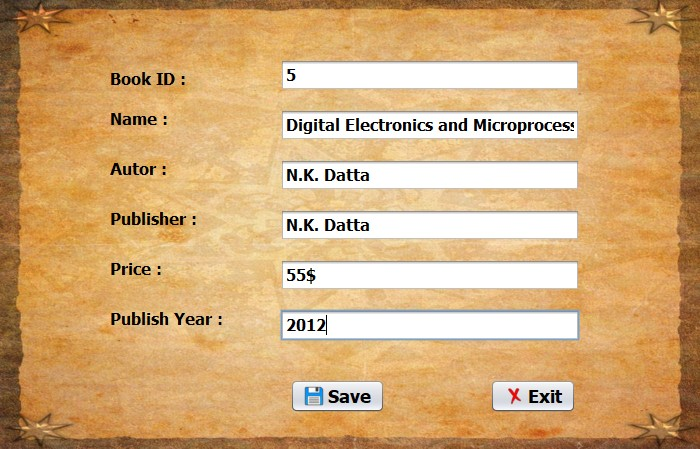 Book ID : 5
Name : Digital Electronics and Microprocess
Autor : N.K. Datta
Publisher : N.K. Datta
Price : 55$
Publish Year : 2012
Save Exit